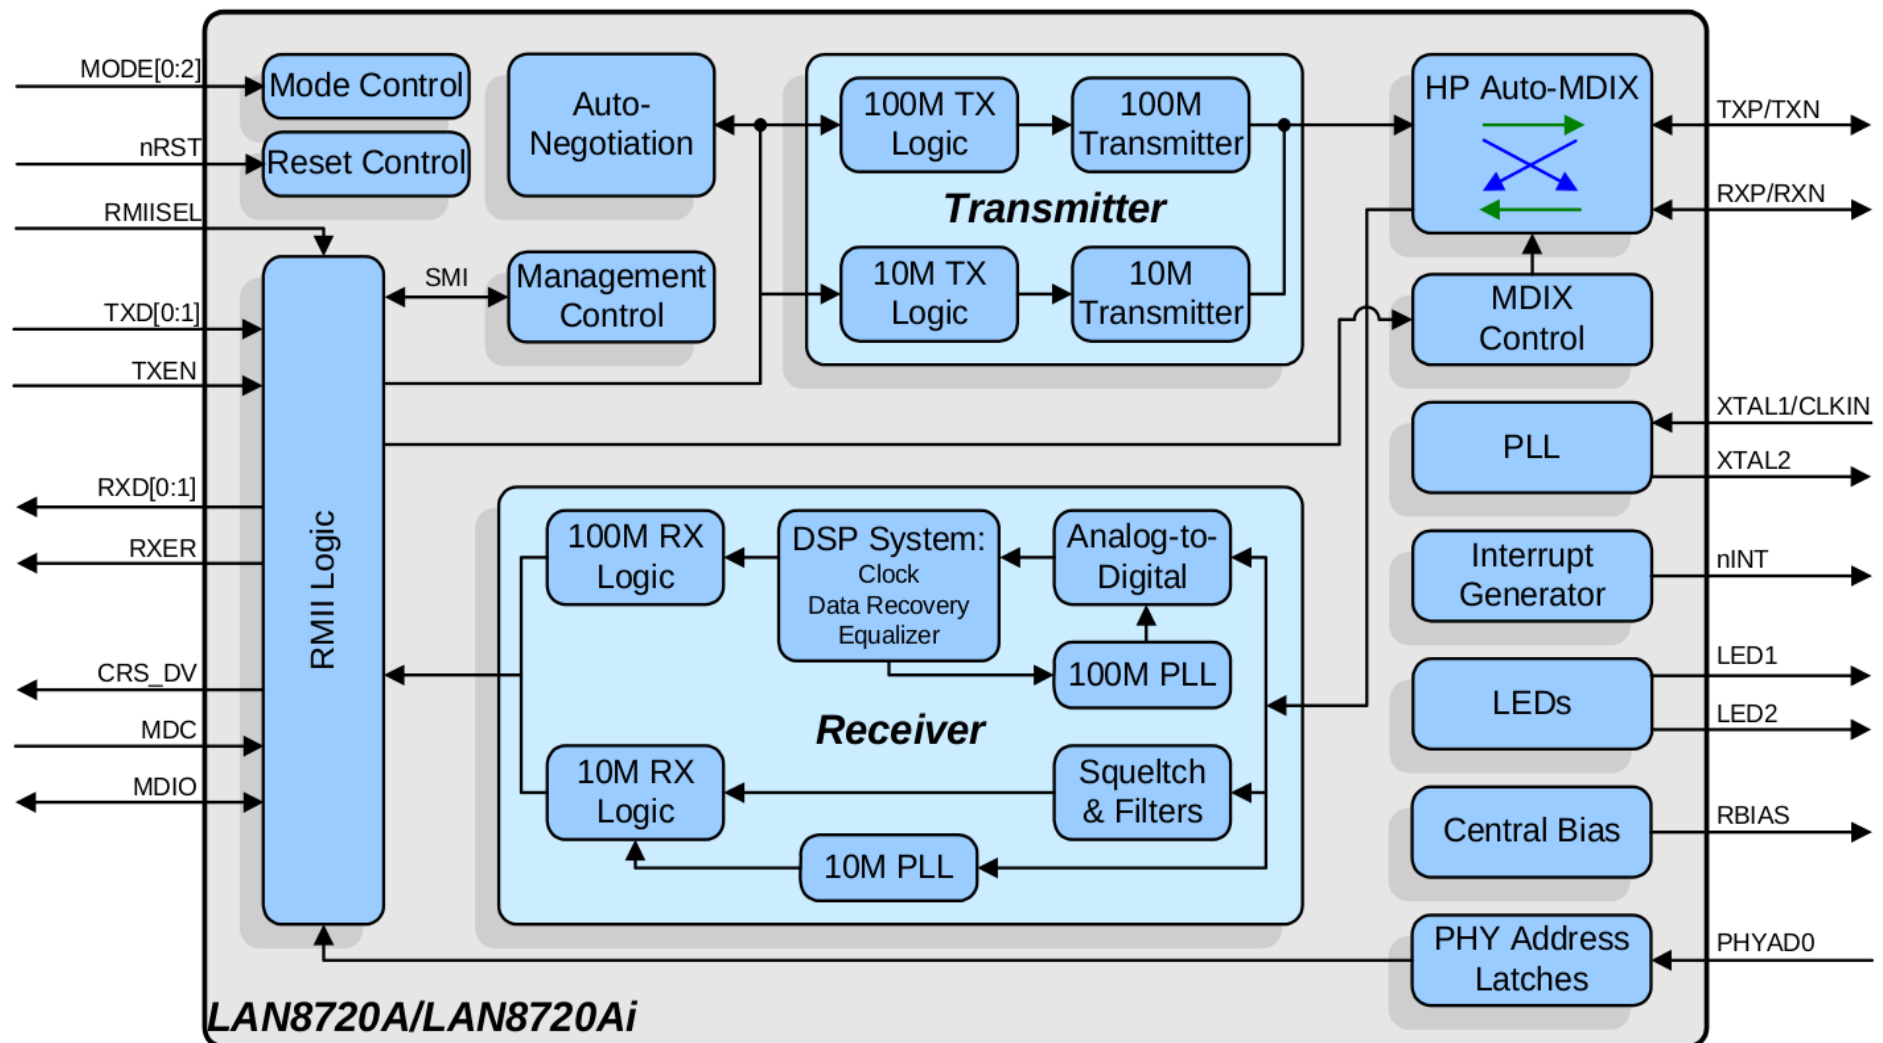 MODE[0:2]
nRST
RMIISEL
TXD[0:1]
TXEN
RXD[0:1]
RXER
CRS_DV
MDC
MDIO
Mode Control
Reset Control
RMII Logic
Auto-
Negotiation
SMI
Management
Control
100M TX
Logic
100M
Transmitter
Transmitter
10M TX
Logic
10M
Transmitter
100M RX
Logic
DSP System:
Clock
Data Recovery
Equalizer
Analog-to-
Digital
100M PLL
Receiver
10M RX
Logic
Squeltch
& Filters
10M PLL
HP Auto-MDIX
MDIX
Control
PLL
Interrupt
Generator
LEDs
Central Bias
PHY Address
Latches
TXP/TXN
RXP/RXN
XTAL1/CLKIN
XTAL2
nINT
LED1
LED2
RBIAS
PHYAD0
LAN8720A/LAN8720Ai